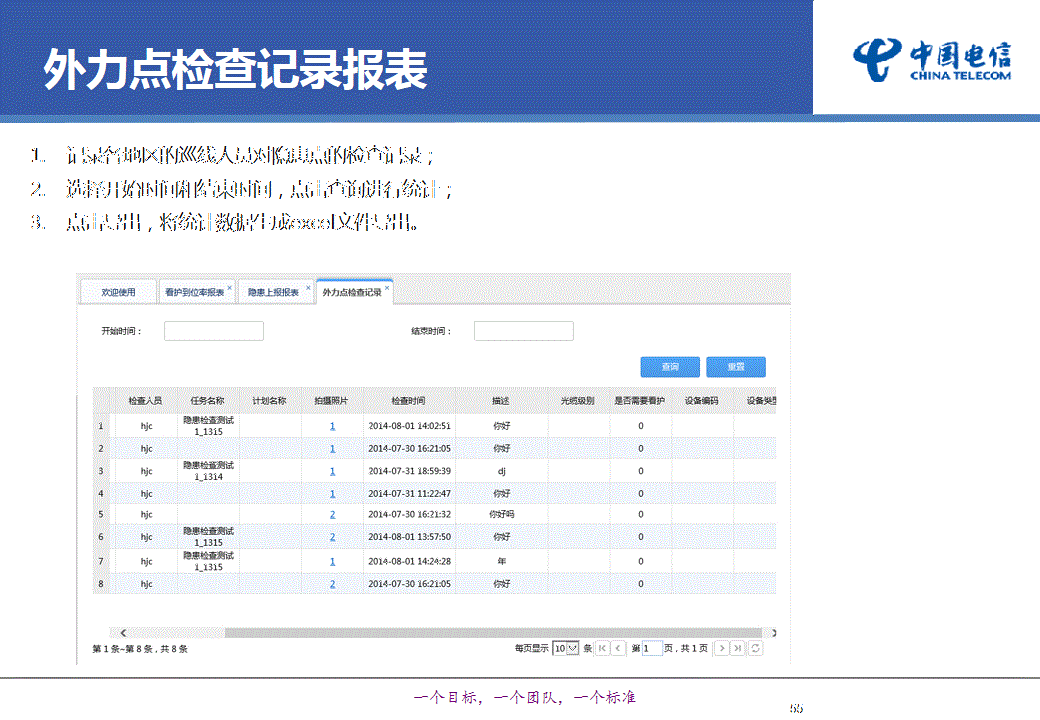 外力点检查记录报表
中国电信
CHINA TELECOM
1. 记录各地区的巡线人员对隐患点的检查记录；
2. 选择开始时间和结束时间，点击查询进行统计；
3. 点击导出，将统计数据生成excel文件导出。
欢迎使用 看护到位率报表 × 隐患上报报表 × 外力点检查记录 ×
开始时间： 结束时间：
查询 重置
检查人员 任务名称 计划名称 拍摄照片 检查时间 描述 光缆级别 是否需要看护 设备编码 设备类型
1 hjc 隐患检查测试1_1315 1 2014-08-01 14:02:51 你好 0
2 hjc 1 2014-07-30 16:21:05 你好 0
3 hjc 隐患检查测试1_1314 1 2014-07-31 18:59:39 dj 0
4 hjc 1 2014-07-31 11:22:47 你好 0
5 hjc 2 2014-07-30 16:21:32 你好吗 0
6 hjc 隐患检查测试1_1315 2 2014-08-01 13:57:50 你好 0
7 hjc 隐患检查测试1_1315 1 2014-08-01 14:24:28 年 0
8 hjc 2 2014-07-30 16:21:05 你好 0
第 1 条~第 8 条，共 8 条 每页显示 10 条 第 1 页，共 1 页
一个目标，一个团队，一个标准
55